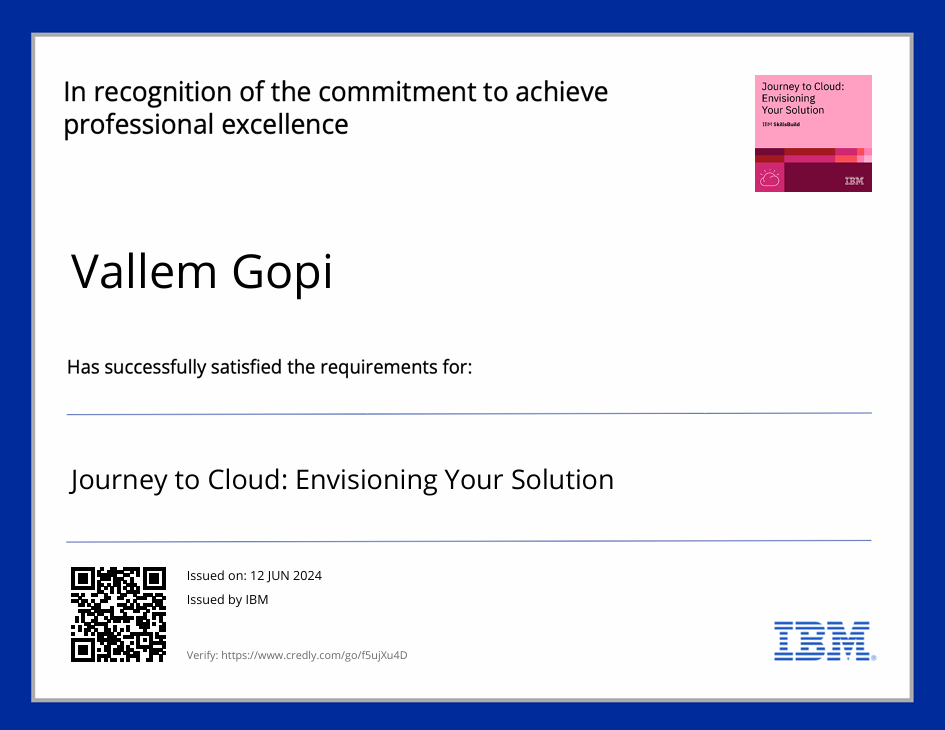 In recognition of the commitment to achieve
professional excellence
Journey to Cloud:
Envisioning
Your Solution
IBM SkillsBuild
IBM
Vallem Gopi
Has successfully satisfied the requirements for:
Journey to Cloud: Envisioning Your Solution
Issued on: 12 JUN 2024
Issued by IBM
Verify: https://www.credly.com/go/f5ujXu4D
IBM®